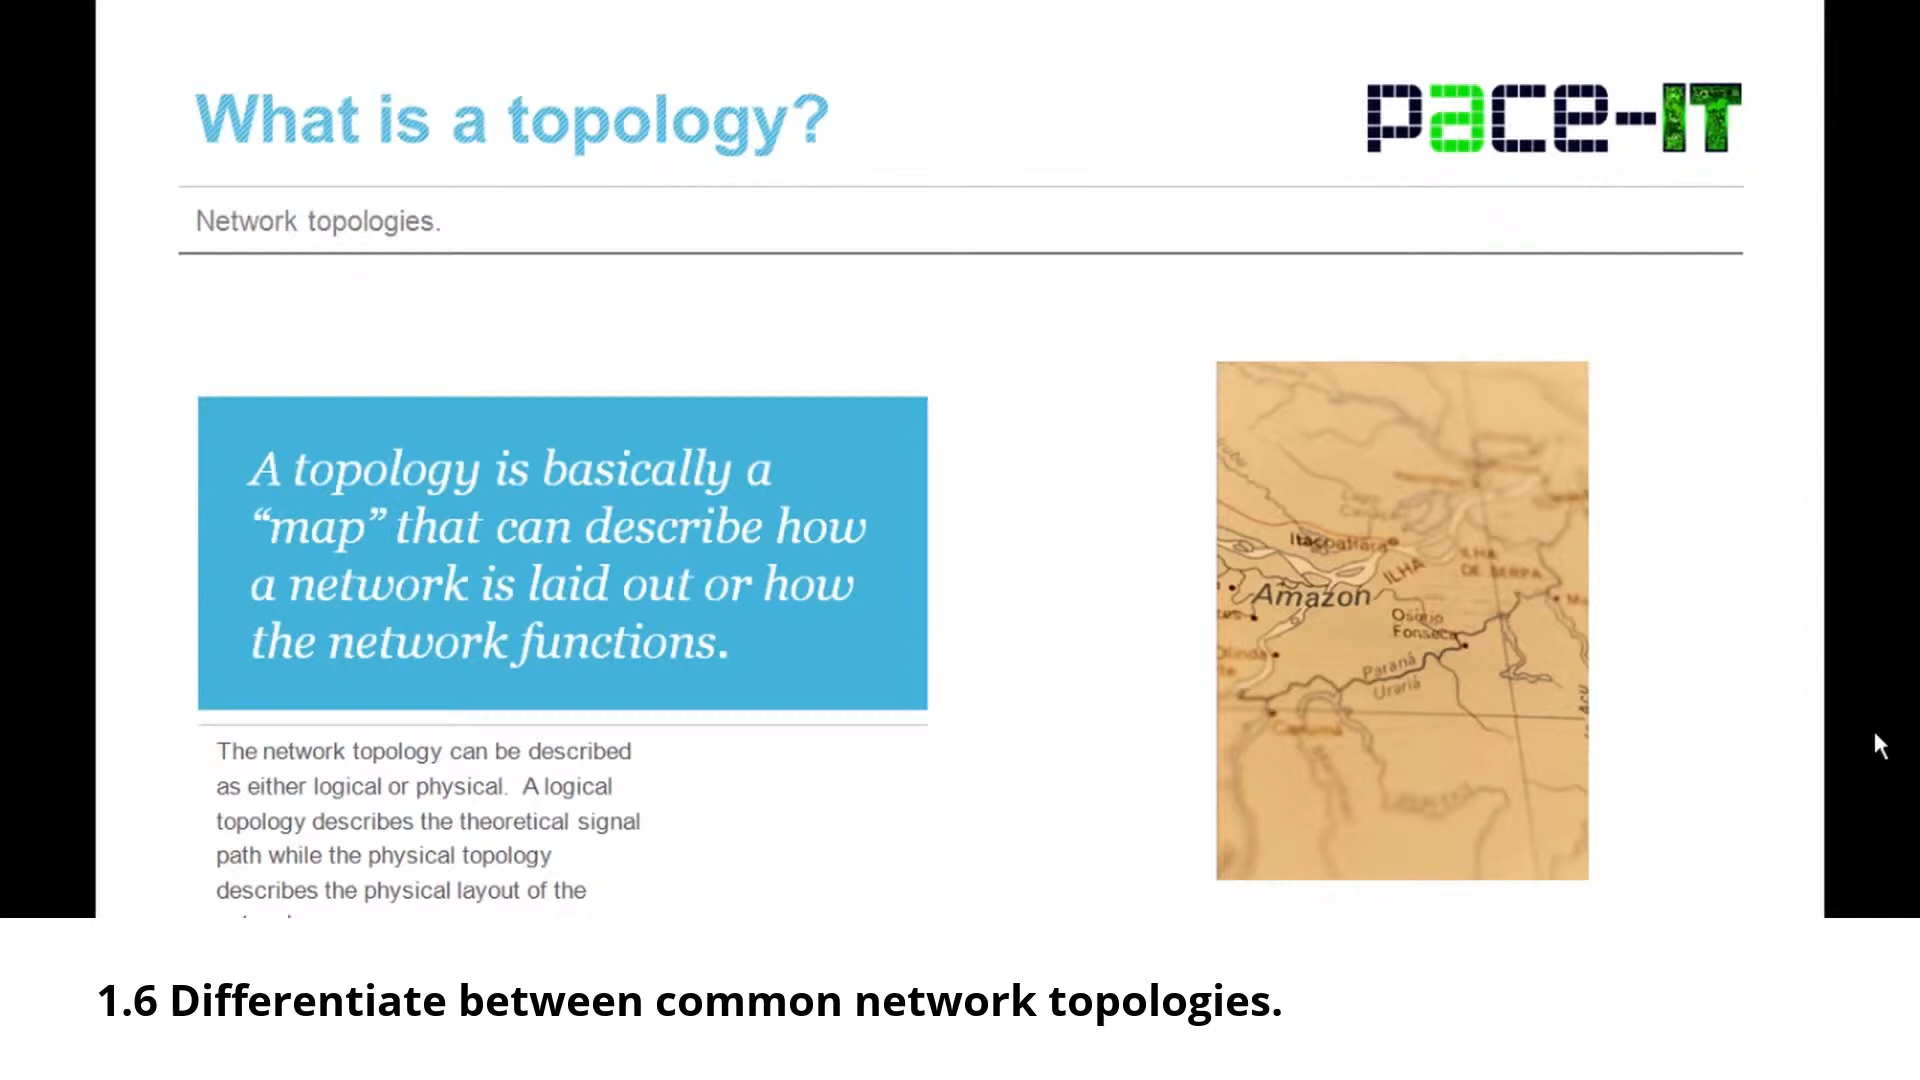 What is a topology?
pace-IT
Network topologies.
A topology is basically a
“map” that can describe how
a network is laid out or how
the network functions.
The network topology can be described
as either logical or physical. A logical
topology describes the theoretical signal
path while the physical topology
describes the physical layout of the
Itacoatiara
ILHA
ILHA
DE SERPA
Amazon
Osório
Fonseca
Paraná
Urariá
1.6 Differentiate between common network topologies.